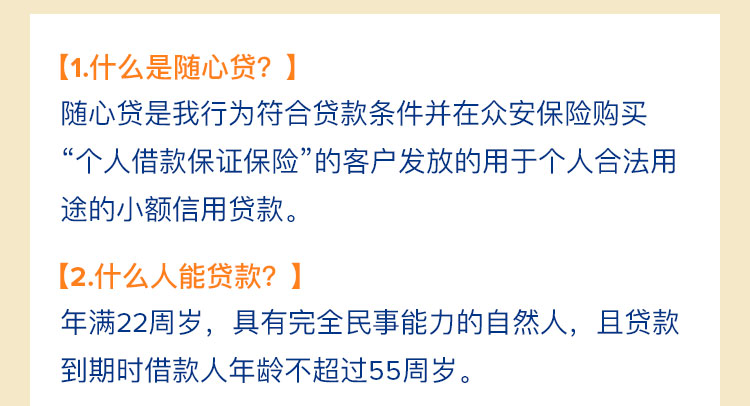 【1.什么是随心贷？】
随心贷是我行为符合贷款条件并在众安保险购买
“个人借款保证保险”的客户发放的用于个人合法用
途的小额信用贷款。
【2.什么人能贷款？】
年满22周岁，具有完全民事能力的自然人，且贷款
到期时借款人年龄不超过55周岁。